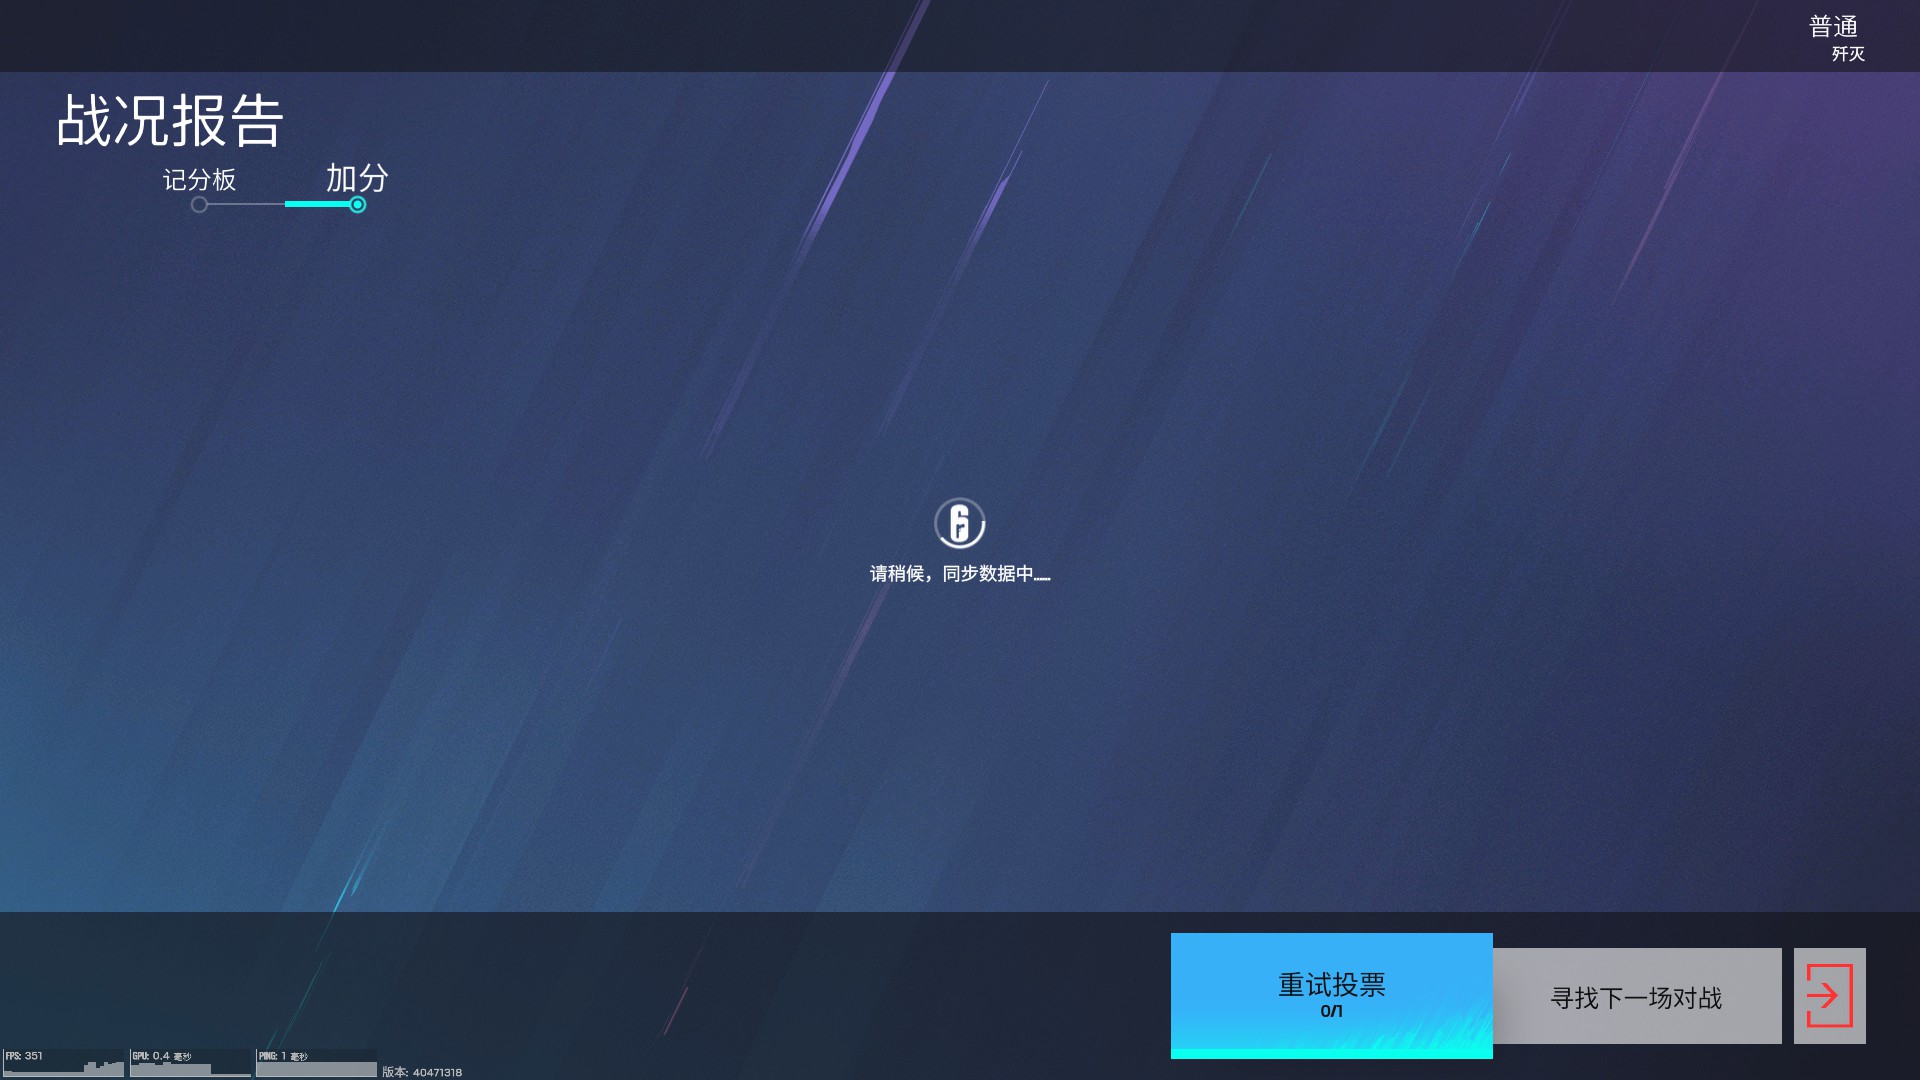 普通
歼灭
战况报告
记分板
加分
请稍候，同步数据中……
重试投票
0/1
寻找下一场对战
FPS: 351
GPU: 0.4 毫秒
PING: 1 毫秒
版本: 40471318